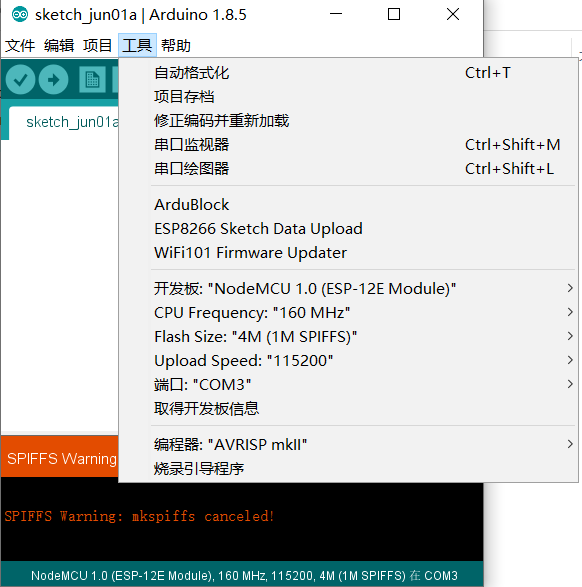 sketch_jun01a | Arduino 1.8.5
文件 编辑 项目 工具 帮助
sketch_jun01a
自动格式化 Ctrl+T
项目存档
修正编码并重新加载
串口监视器 Ctrl+Shift+M
串口绘图器 Ctrl+Shift+L
ArduBlock
ESP8266 Sketch Data Upload
WiFi101 Firmware Updater
开发板: "NodeMCU 1.0 (ESP-12E Module)"
CPU Frequency: "160 MHz"
Flash Size: "4M (1M SPIFFS)"
Upload Speed: "115200"
端口: "COM3"
取得开发板信息
编程器: "AVRISP mkII"
烧录引导程序
SPIFFS Warning
SPIFFS Warning: mkspiffs canceled!
NodeMCU 1.0 (ESP-12E Module), 160 MHz, 115200, 4M (1M SPIFFS) 在 COM3